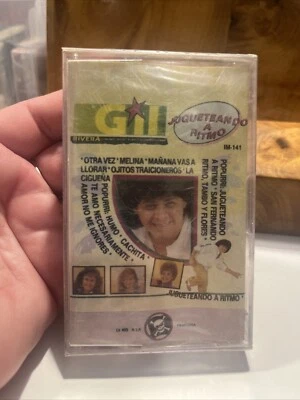 Gil
RIVERA
JUGUETEANDO
A
RITMO
IM-141
*OTRA VEZ* MELINA* MAÑANA VAS A
LLORAR* OJITOS TRAICIONEROS* LA
CIGUEÑA
POPURRI: HUMO* CACHITA*
TE AMO NECESARIAMENTE*
AMOR NO ME IGNORES*
POPURRI: JUGUETEANDO
A RITMO* SAN FERNANDO
RITMO, TAMBO Y FLORES*
JUGUETEANDO A RITMO*